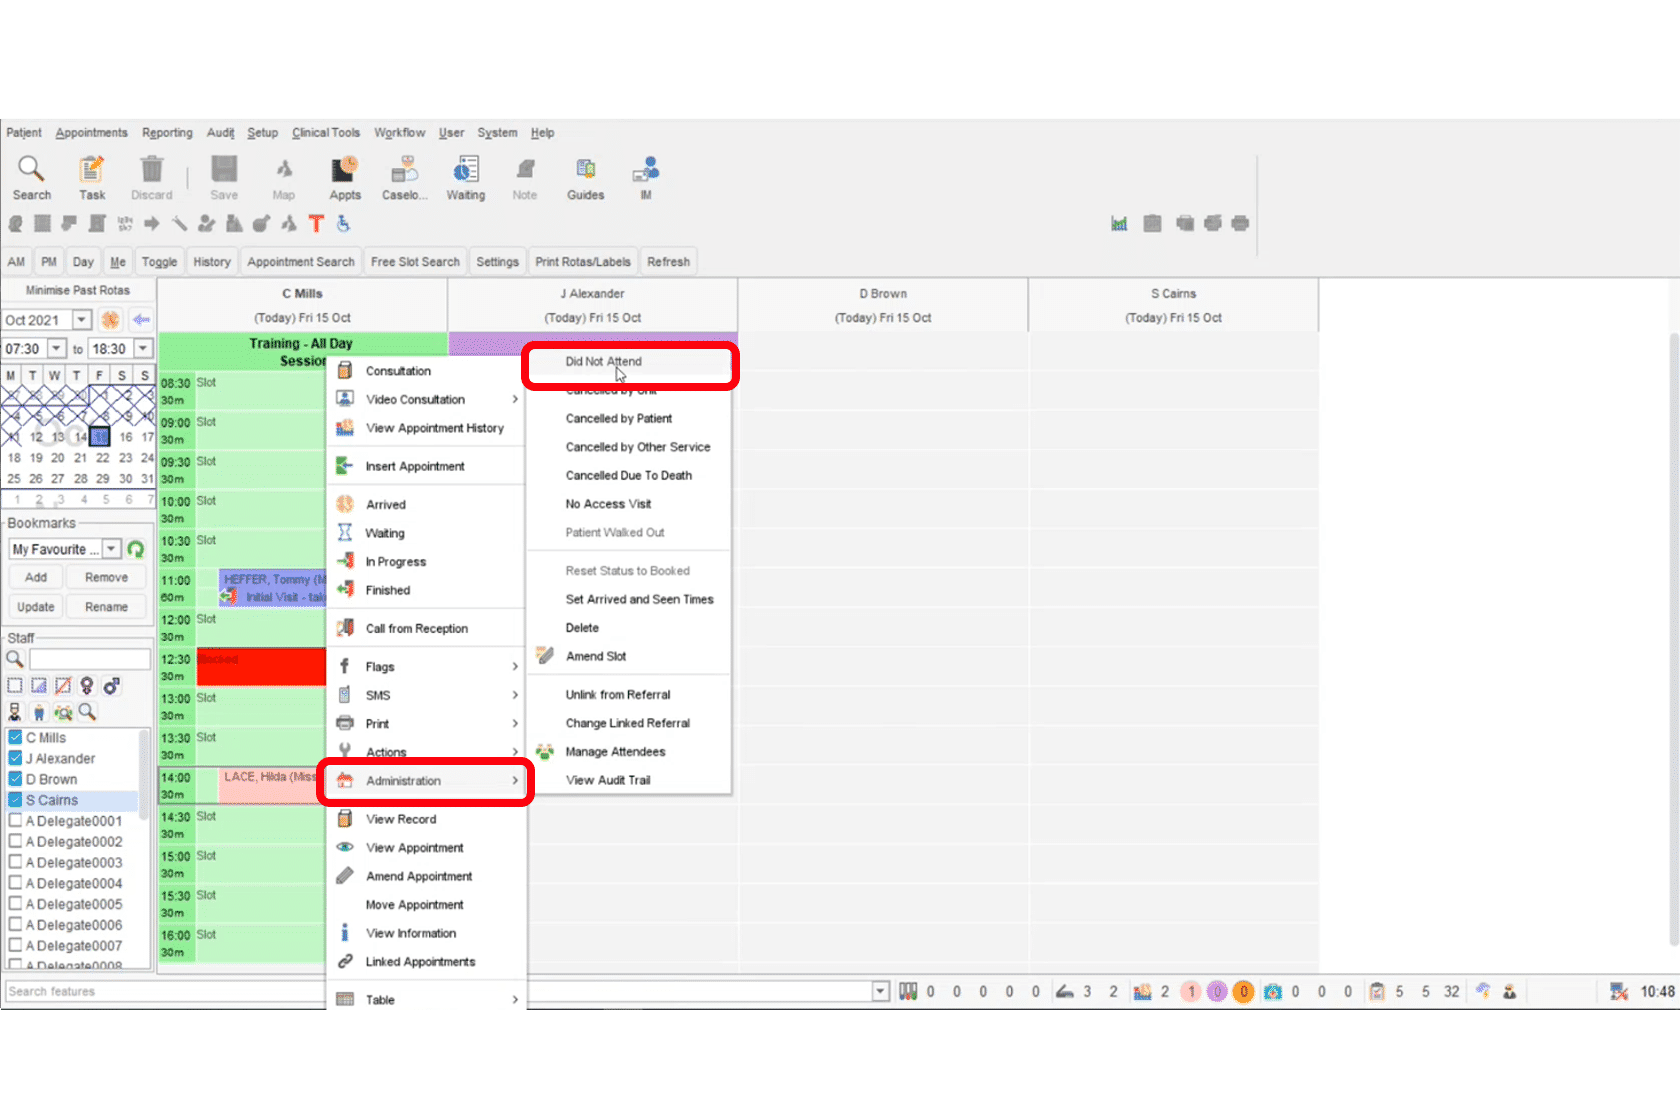 Patient Appointments Reporting Audit Setup Clinical Tools Workflow User System Help
Search Task Discard Save Map Appts Caselo... Waiting Note Guides IM
AM PM Day Me Toggle History Appointment Search Free Slot Search Settings Print Rotas/Labels Refresh
Minimise Past Rotas
Oct 2021
07:30 to 18:30
M T W T F S S
11 12 13 14 15 16 17
18 19 20 21 22 23 24
25 26 27 28 29 30 31
1 2 3 4 5 6 7
Bookmarks
My Favourite ...
Add Remove
Update Rename
Staff
C Mills
J Alexander
D Brown
S Cairns
A Delegate0001
A Delegate0002
A Delegate0003
A Delegate0004
A Delegate0005
A Delegate0006
A Delegate0007
A Delegate0008
C Mills
(Today) Fri 15 Oct
J Alexander
(Today) Fri 15 Oct
D Brown
(Today) Fri 15 Oct
S Cairns
(Today) Fri 15 Oct
Training - All Day
Session
08:30 Slot
30m
09:00 Slot
30m
09:30 Slot
30m
10:00 Slot
30m
10:30 Slot
30m
11:00 HEFFER, Tommy (M
60m Initial Visit - tak
12:00 Slot
30m
12:30 Blocked
30m
13:00 Slot
30m
13:30 Slot
30m
14:00 LACE, Hilda (Miss
30m
14:30 Slot
30m
15:00 Slot
30m
15:30 Slot
30m
16:00 Slot
30m
Consultation
Video Consultation
View Appointment History
Insert Appointment
Arrived
Waiting
In Progress
Finished
Call from Reception
Flags
SMS
Print
Actions
Administration
View Record
View Appointment
Amend Appointment
Move Appointment
View Information
Linked Appointments
Table
Did Not Attend
Cancelled by Unit
Cancelled by Patient
Cancelled by Other Service
Cancelled Due To Death
No Access Visit
Patient Walked Out
Reset Status to Booked
Set Arrived and Seen Times
Delete
Amend Slot
Unlink from Referral
Change Linked Referral
Manage Attendees
View Audit Trail
Search features
0 0 0 0 0 3 2 2 1 0 0 0 0 0 5 5 32 10:48